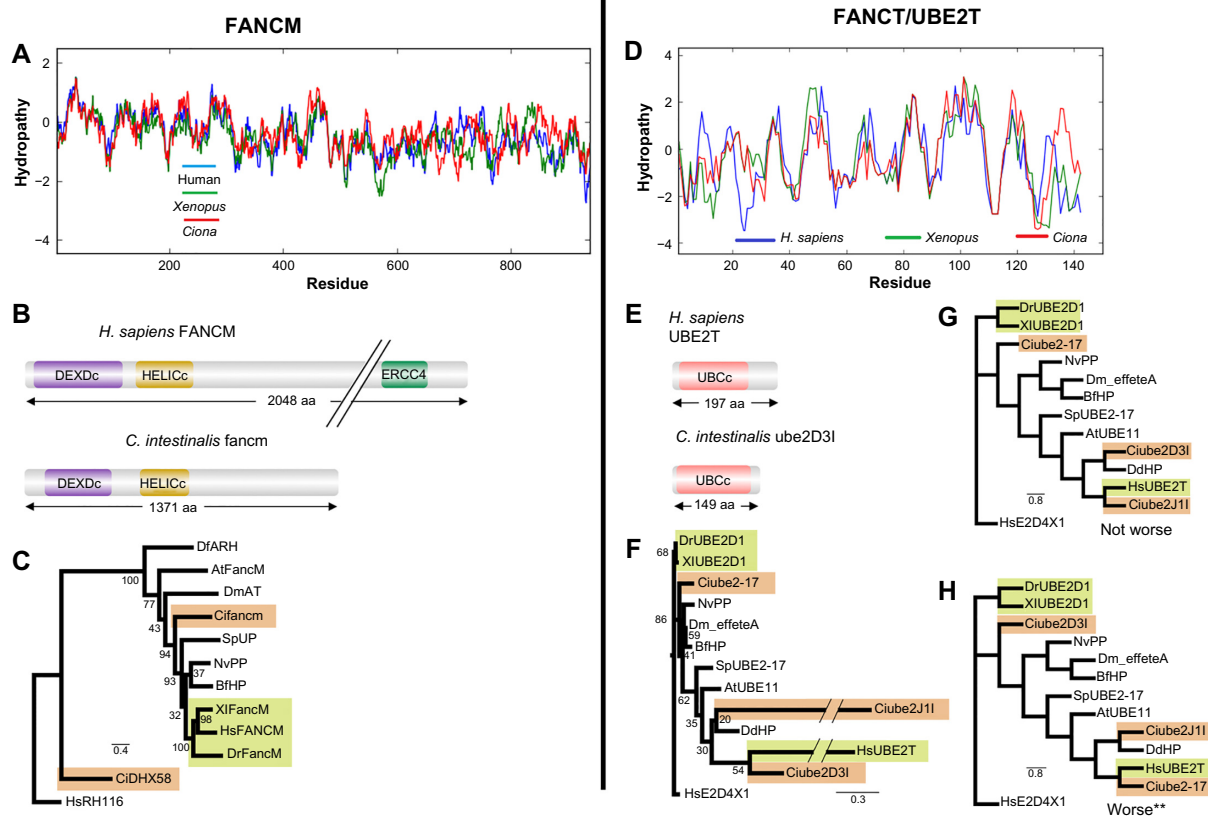 FANCM
A
2
0
−2
−4
Hydropathy
Human
Xenopus
Ciona
200
400
600
800
Residue
B
H. sapiens FANCM
DEXDc
HELICc
ERCC4
2048 aa
C. intestinalis fancm
DEXDc
HELICc
1371 aa
C
DfARH
AtFancM
DmAT
Cifancm
SpUP
NvPP
BfHP
XlFancM
HsFANCM
DrFancM
CiDHX58
HsRH116
100
77
43
94
93
37
32
98
100
0.4
FANCT/UBE2T
D
4
2
0
−2
−4
Hydropathy
H. sapiens
Xenopus
Ciona
20
40
60
80
100
120
140
Residue
E
H. sapiens
UBE2T
UBCc
197 aa
C. intestinalis ube2D3l
UBCc
149 aa
F
DrUBE2D1
XlUBE2D1
Ciube2-17
NvPP
Dm_effeteA
BfHP
SpUBE2-17
AtUBE11
Ciube2J1l
DdHP
HsUBE2T
Ciube2D3l
HsE2D4X1
68
86
59
41
62
35
20
30
54
0.3
G
DrUBE2D1
XlUBE2D1
Ciube2-17
NvPP
Dm_effeteA
BfHP
SpUBE2-17
AtUBE11
Ciube2D3l
DdHP
HsUBE2T
Ciube2J1l
HsE2D4X1
0.8
Not worse
H
DrUBE2D1
XlUBE2D1
Ciube2D3l
NvPP
Dm_effeteA
BfHP
SpUBE2-17
AtUBE11
Ciube2J1l
DdHP
HsUBE2T
Ciube2-17
HsE2D4X1
0.8
Worse**